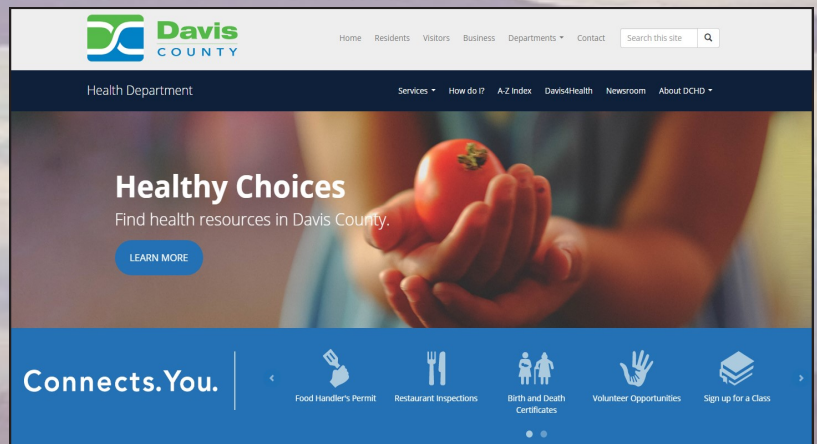 Davis
COUNTY
Home Residents Visitors Business Departments Contact Search this site
Health Department
Services How do I? A-Z Index Davis4Health Newsroom About DCHD
Healthy Choices
Find health resources in Davis County.
LEARN MORE
Connects.You.
Food Handler's Permit Restaurant Inspections Birth and Death Certificates Volunteer Opportunities Sign up for a Class